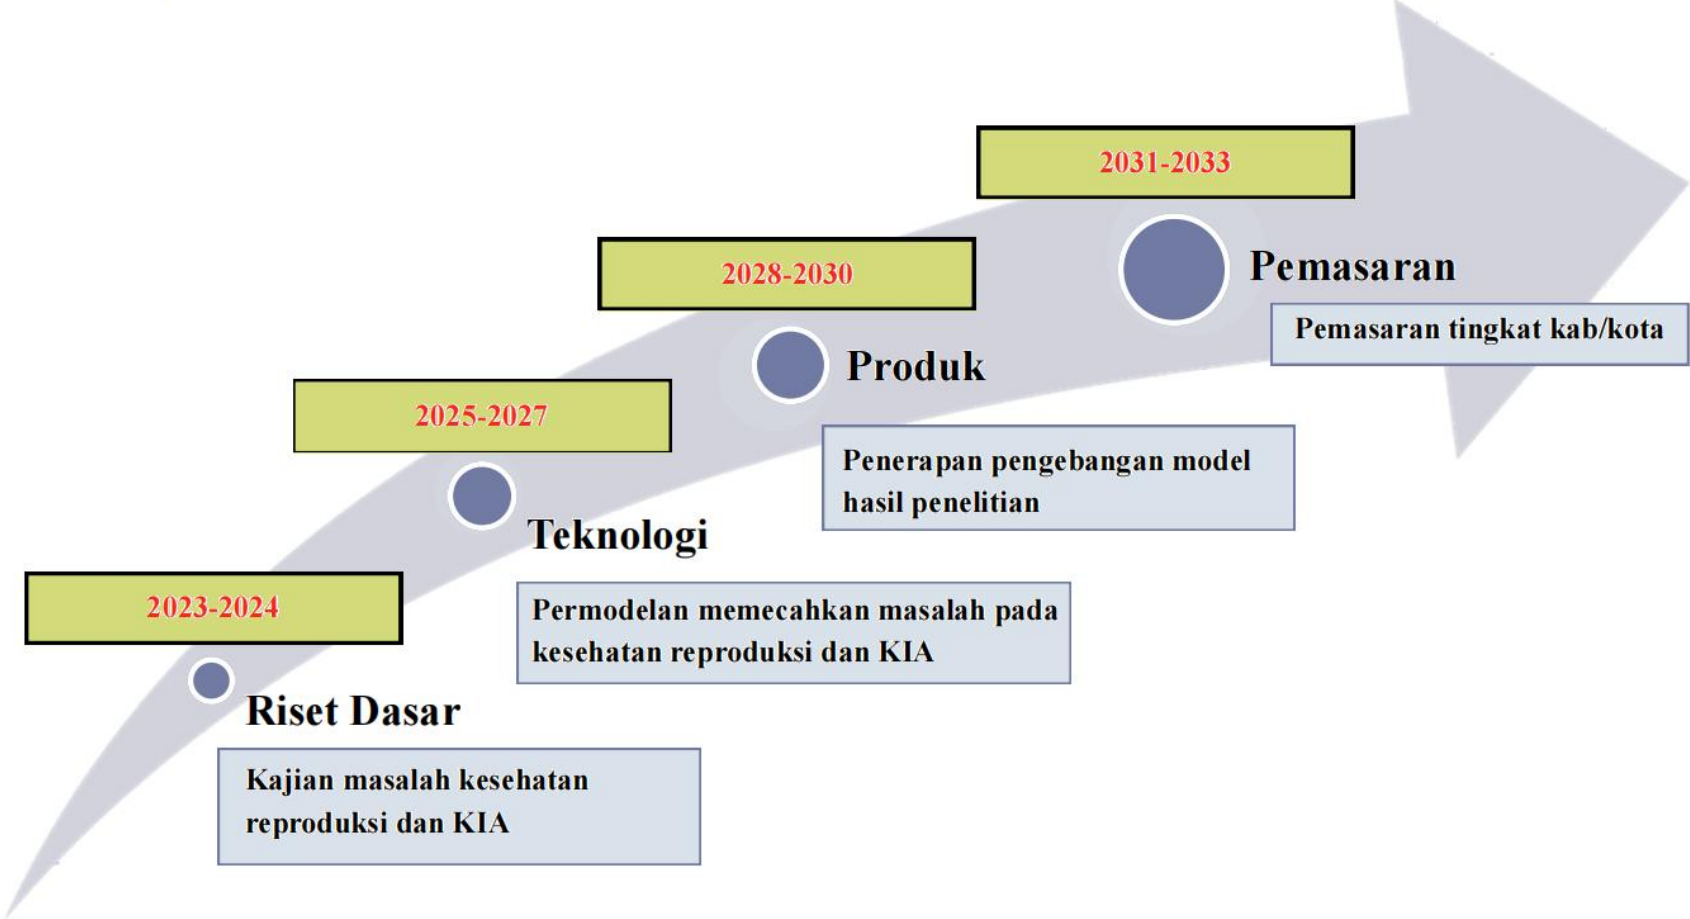 2031-2033
Pemasaran
Pemasaran tingkat kab/kota
2028-2030
Produk
Penerapan pengebangan model
hasil penelitian
2025-2027
Teknologi
Permodelan memecahkan masalah pada
kesehatan reproduksi dan KIA
2023-2024
Riset Dasar
Kajian masalah kesehatan
reproduksi dan KIA